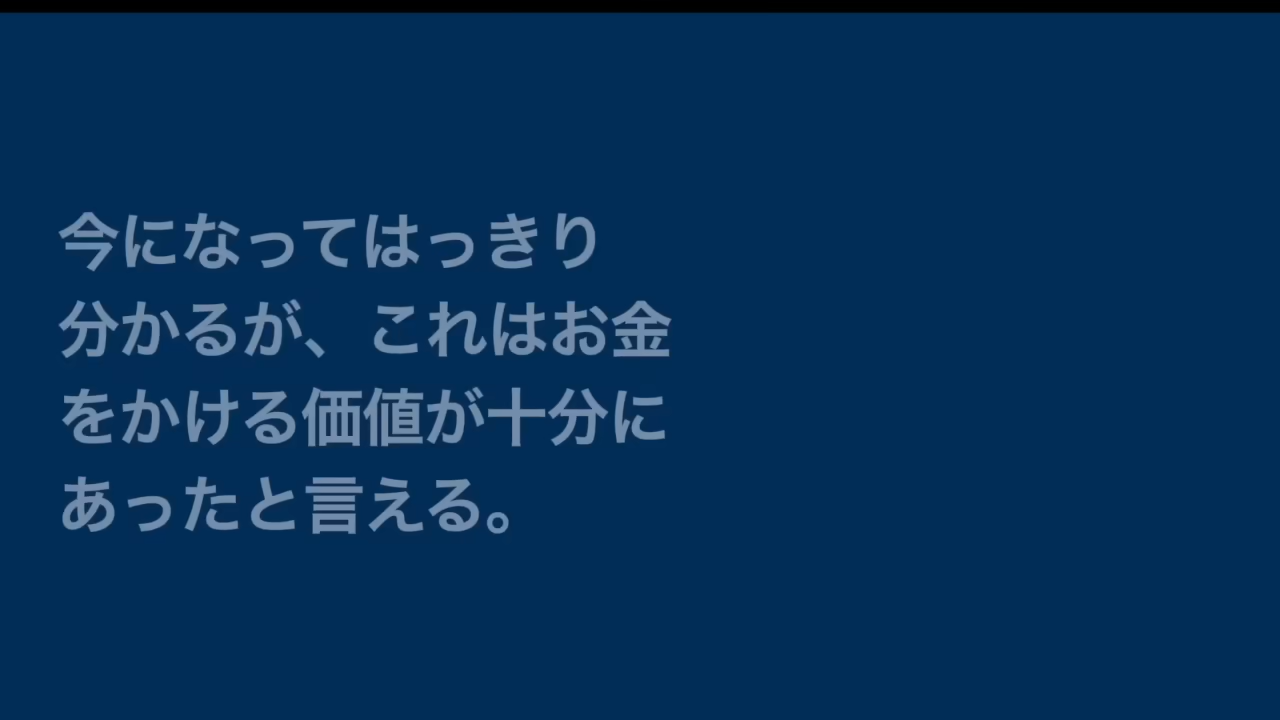 今になってはっきり
分かるが、これはお金
をかける価値が十分に
あったと言える。